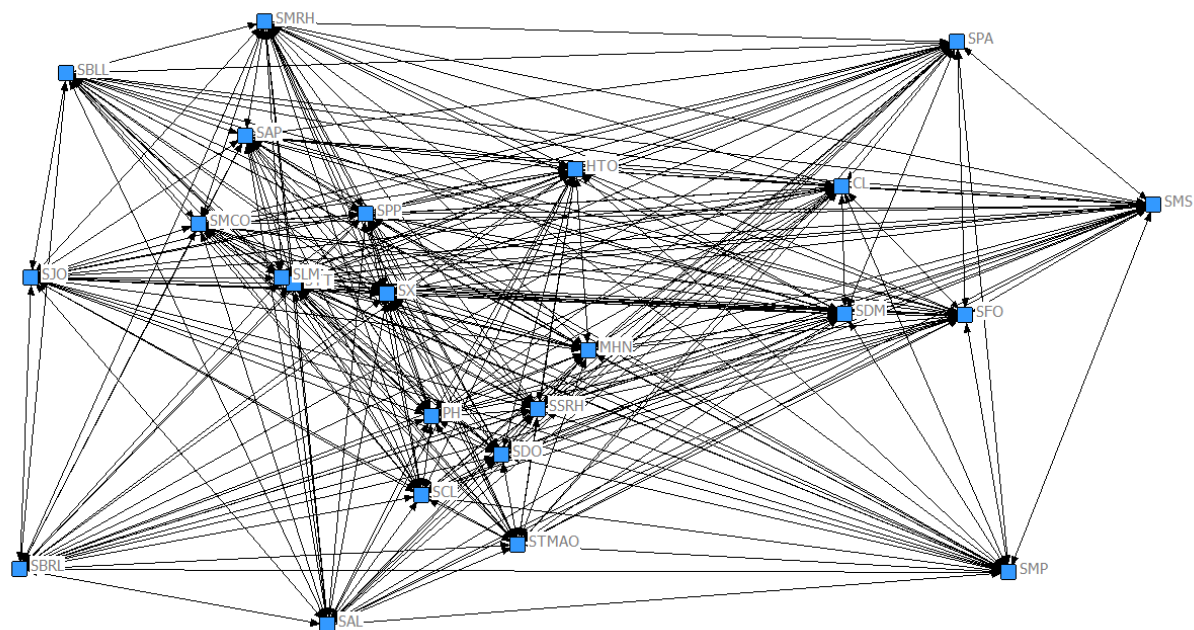 SMRH
SPA
SBLL
SAP
HTO
CL
SMS
SPP
SMCO
SJO
SLM
SX
SDM
SFO
MHN
SSRH
PH
SDO
SCL
STMAO
SBRL
SMP
SAL